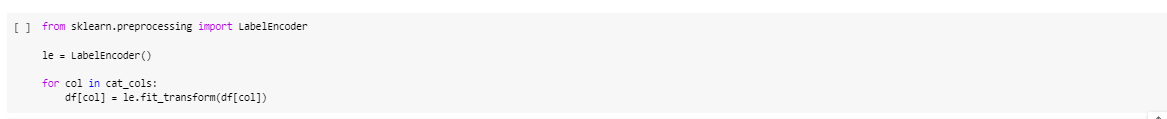 [ ] from sklearn.preprocessing import LabelEncoder
le = LabelEncoder()
for col in cat_cols:
df[col] = le.fit_transform(df[col])